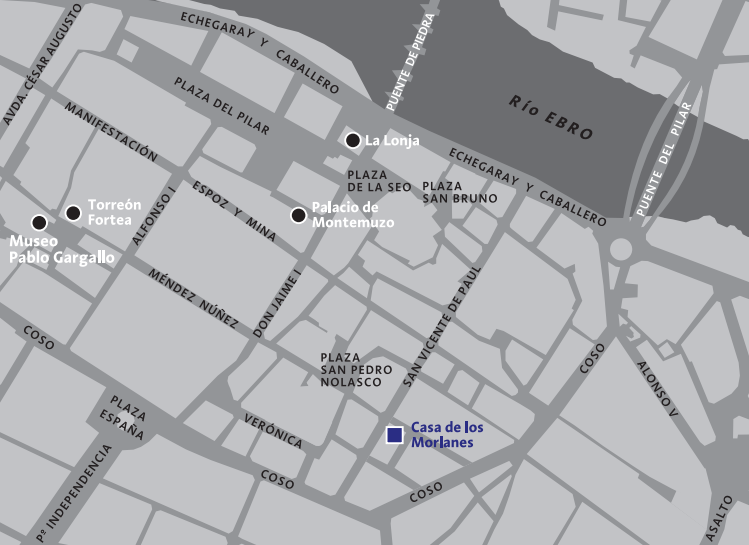 AVDA. CÉSAR AUGUSTO
ECHEGARAY Y CABALLERO
PUENTE DE PIEDRA
Río EBRO
PLAZA DEL PILAR
MANIFESTACIÓN
La Lonja
ECHEGARAY Y CABALLERO
PUENTE DEL PILAR
PLAZA
DE LA SEO
PLAZA
SAN BRUNO
ESPOZ Y MINA
ALFONSO I
Torreón
Fortea
Palacio de
Montemuzo
Museo
Pablo Gargallo
MÉNDEZ NÚÑEZ
DON JAIME I
SAN VICENTE DE PAUL
COSO
PLAZA
SAN PEDRO
NOLASCO
COSO
ALONSO V
PLAZA
ESPAÑA
VERÓNICA
Casa de los
Morlanes
Pº INDEPENDENCIA
COSO
COSO
ASALTO